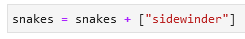 snakes = snakes + ["sidewinder"]